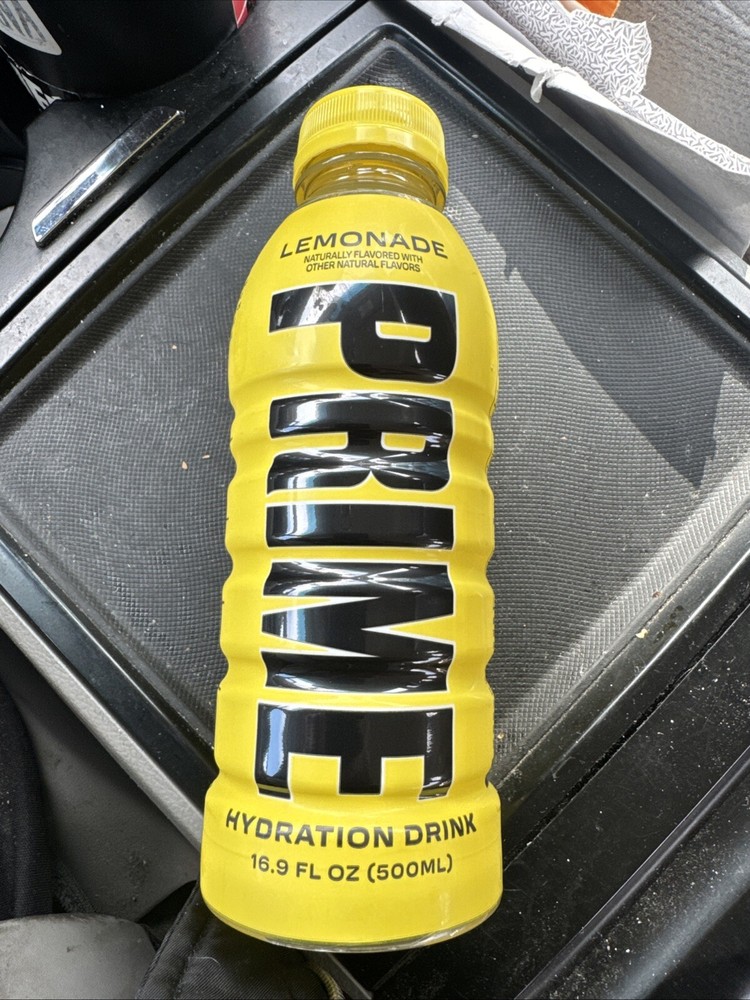 LEMONADE
NATURALLY FLAVORED WITH
OTHER NATURAL FLAVORS
PRIME
HYDRATION DRINK
16.9 FL OZ (500ML)